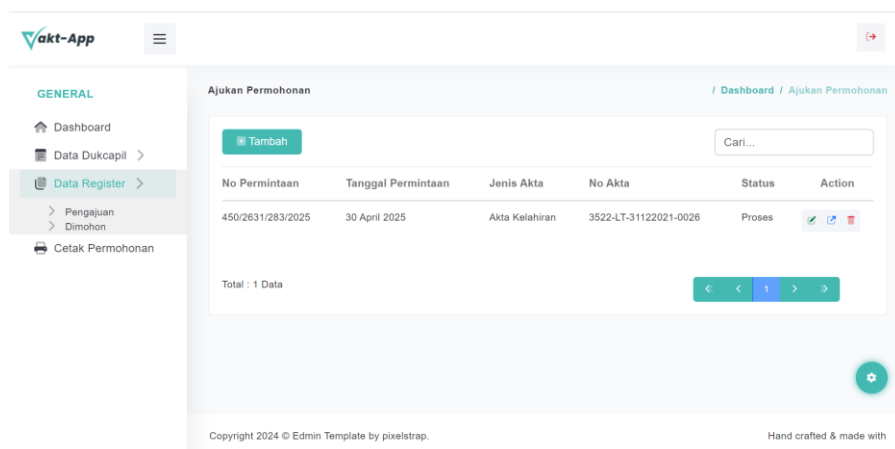 Vakt-App
GENERAL
Dashboard
Data Dukcapil
Data Register
Pengajuan
Dimohon
Cetak Permohonan
Ajukan Permohonan
/ Dashboard / Ajukan Permohonan
Tambah
Cari...
No Permintaan Tanggal Permintaan Jenis Akta No Akta Status Action
450/2631/283/2025 30 April 2025 Akta Kelahiran 3522-LT-31122021-0026 Proses
Total : 1 Data
1
Copyright 2024 © Edmin Template by pixelstrap.
Hand crafted & made with